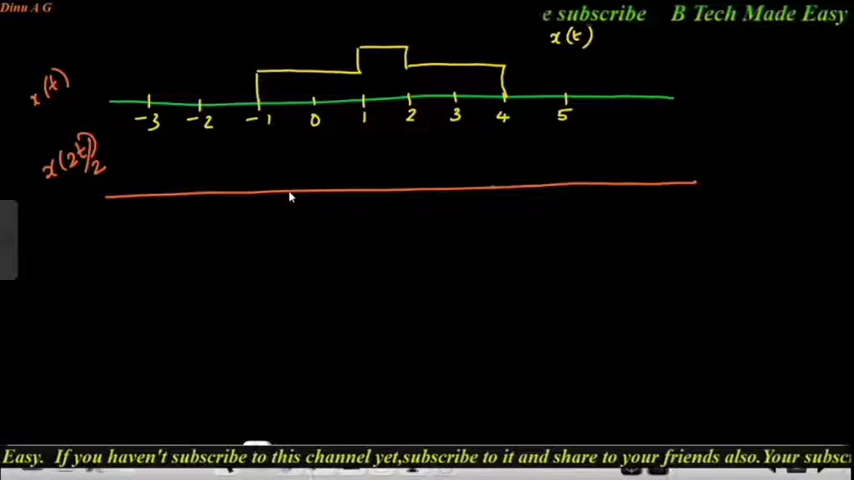 Dinu A G
e subscribe B Tech Made Easy
x(t)
x(t)
-3 -2 -1 0 1 2 3 4 5
x(2t)/2
Easy. If you haven't subscribe to this channel yet,subscribe to it and share to your friends also.Your subsc